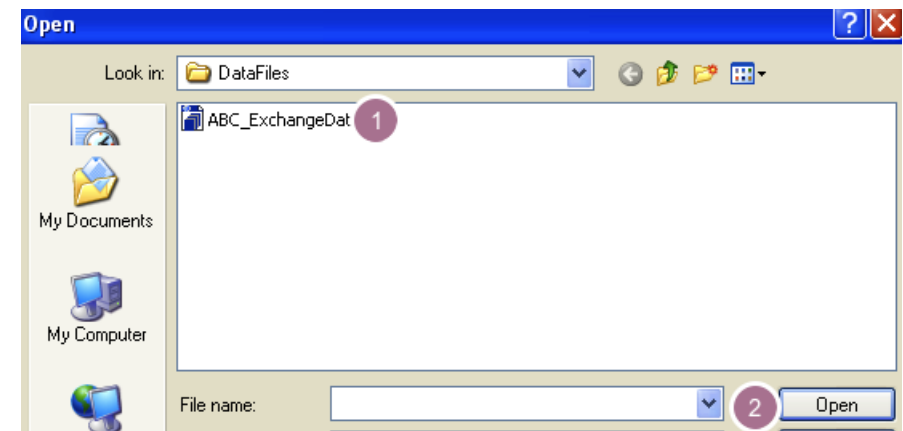 Open
Look in: DataFiles
ABC_ExchangeDat 1
My Documents
My Computer
File name: 2 Open